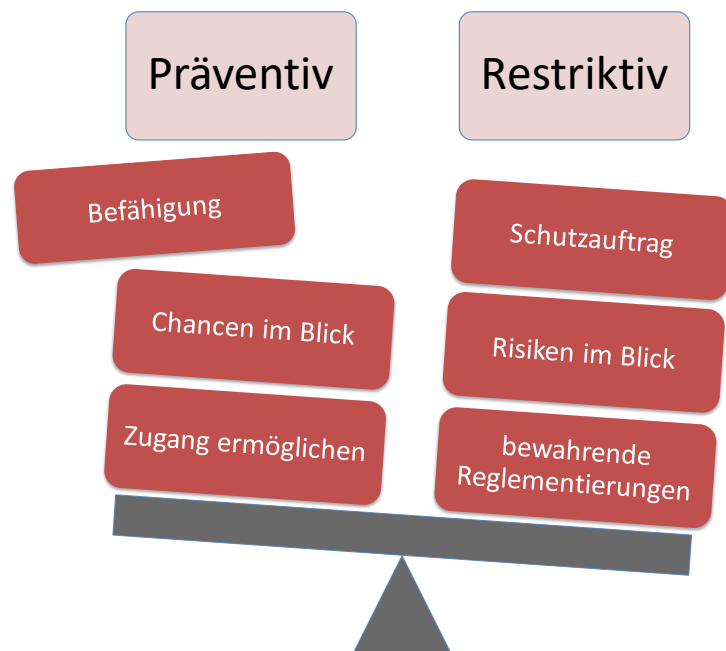 Präventiv
Restriktiv
Befähigung
Chancen im Blick
Zugang ermöglichen
Schutzauftrag
Risiken im Blick
bewahrende
Reglementierungen